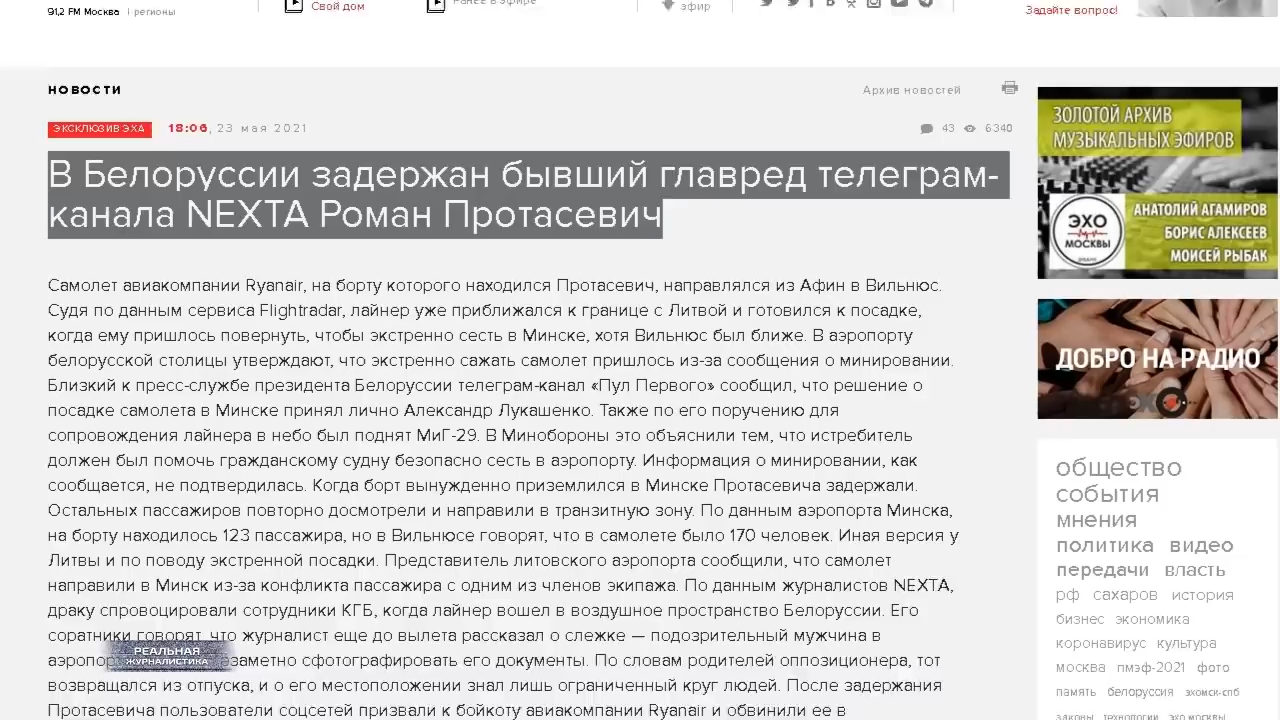 91,2 FM Москва | регионы
Свой дом
Ранее в эфире
эфир
Задайте вопрос!
НОВОСТИ
Архив новостей
ЭКСКЛЮЗИВ ЭХА 18:06, 23 мая 2021
43 6340
В Белоруссии задержан бывший главред телеграм-
канала NEXTA Роман Протасевич
Самолет авиакомпании Ryanair, на борту которого находился Протасевич, направлялся из Афин в Вильнюс.
Судя по данным сервиса Flightradar, лайнер уже приближался к границе с Литвой и готовился к посадке,
когда ему пришлось повернуть, чтобы экстренно сесть в Минске, хотя Вильнюс был ближе. В аэропорту
белорусской столицы утверждают, что экстренно сажать самолет пришлось из-за сообщения о минировании.
Близкий к пресс-службе президента Белоруссии телеграм-канал «Пул Первого» сообщил, что решение о
посадке самолета в Минске принял лично Александр Лукашенко. Также по его поручению для
сопровождения лайнера в небо был поднят МиГ-29. В Минобороны это объяснили тем, что истребитель
должен был помочь гражданскому судну безопасно сесть в аэропорту. Информация о минировании, как
сообщается, не подтвердилась. Когда борт вынужденно приземлился в Минске Протасевича задержали.
Остальных пассажиров повторно досмотрели и направили в транзитную зону. По данным аэропорта Минска,
на борту находилось 123 пассажира, но в Вильнюсе говорят, что в самолете было 170 человек. Иная версия у
Литвы и по поводу экстренной посадки. Представитель литовского аэропорта сообщили, что самолет
направили в Минск из-за конфликта пассажира с одним из членов экипажа. По данным журналистов NEXTA,
драку спровоцировали сотрудники КГБ, когда лайнер вошел в воздушное пространство Белоруссии. Его
соратники говорят, что журналист еще до вылета рассказал о слежке — подозрительный мужчина в
сфотографировать его документы. По словам родителей оппозиционера, тот
возвращался из отпуска, и о его местоположении знал лишь ограниченный круг людей. После задержания
Протасевича пользователи соцсетей призвали к бойкоту авиакомпании Ryanair и обвинили ее в
РЕАЛЬНАЯ
ЖУРНАЛИСТИКА
ЗОЛОТОЙ АРХИВ
МУЗЫКАЛЬНЫХ ЭФИРОВ
ЭХО
МОСКВЫ
радио
АНАТОЛИЙ АГАМИРОВ
БОРИС АЛЕКСЕЕВ
МОИСЕЙ РЫБАК
ДОБРО НА РАДИО
общество
события
мнения
политика видео
передачи власть
рф сахаров история
бизнес экономика
коронавирус культура
москва пмэф-2021 фото
память белоруссия эхомск-спб
законы технологии эхо москвы